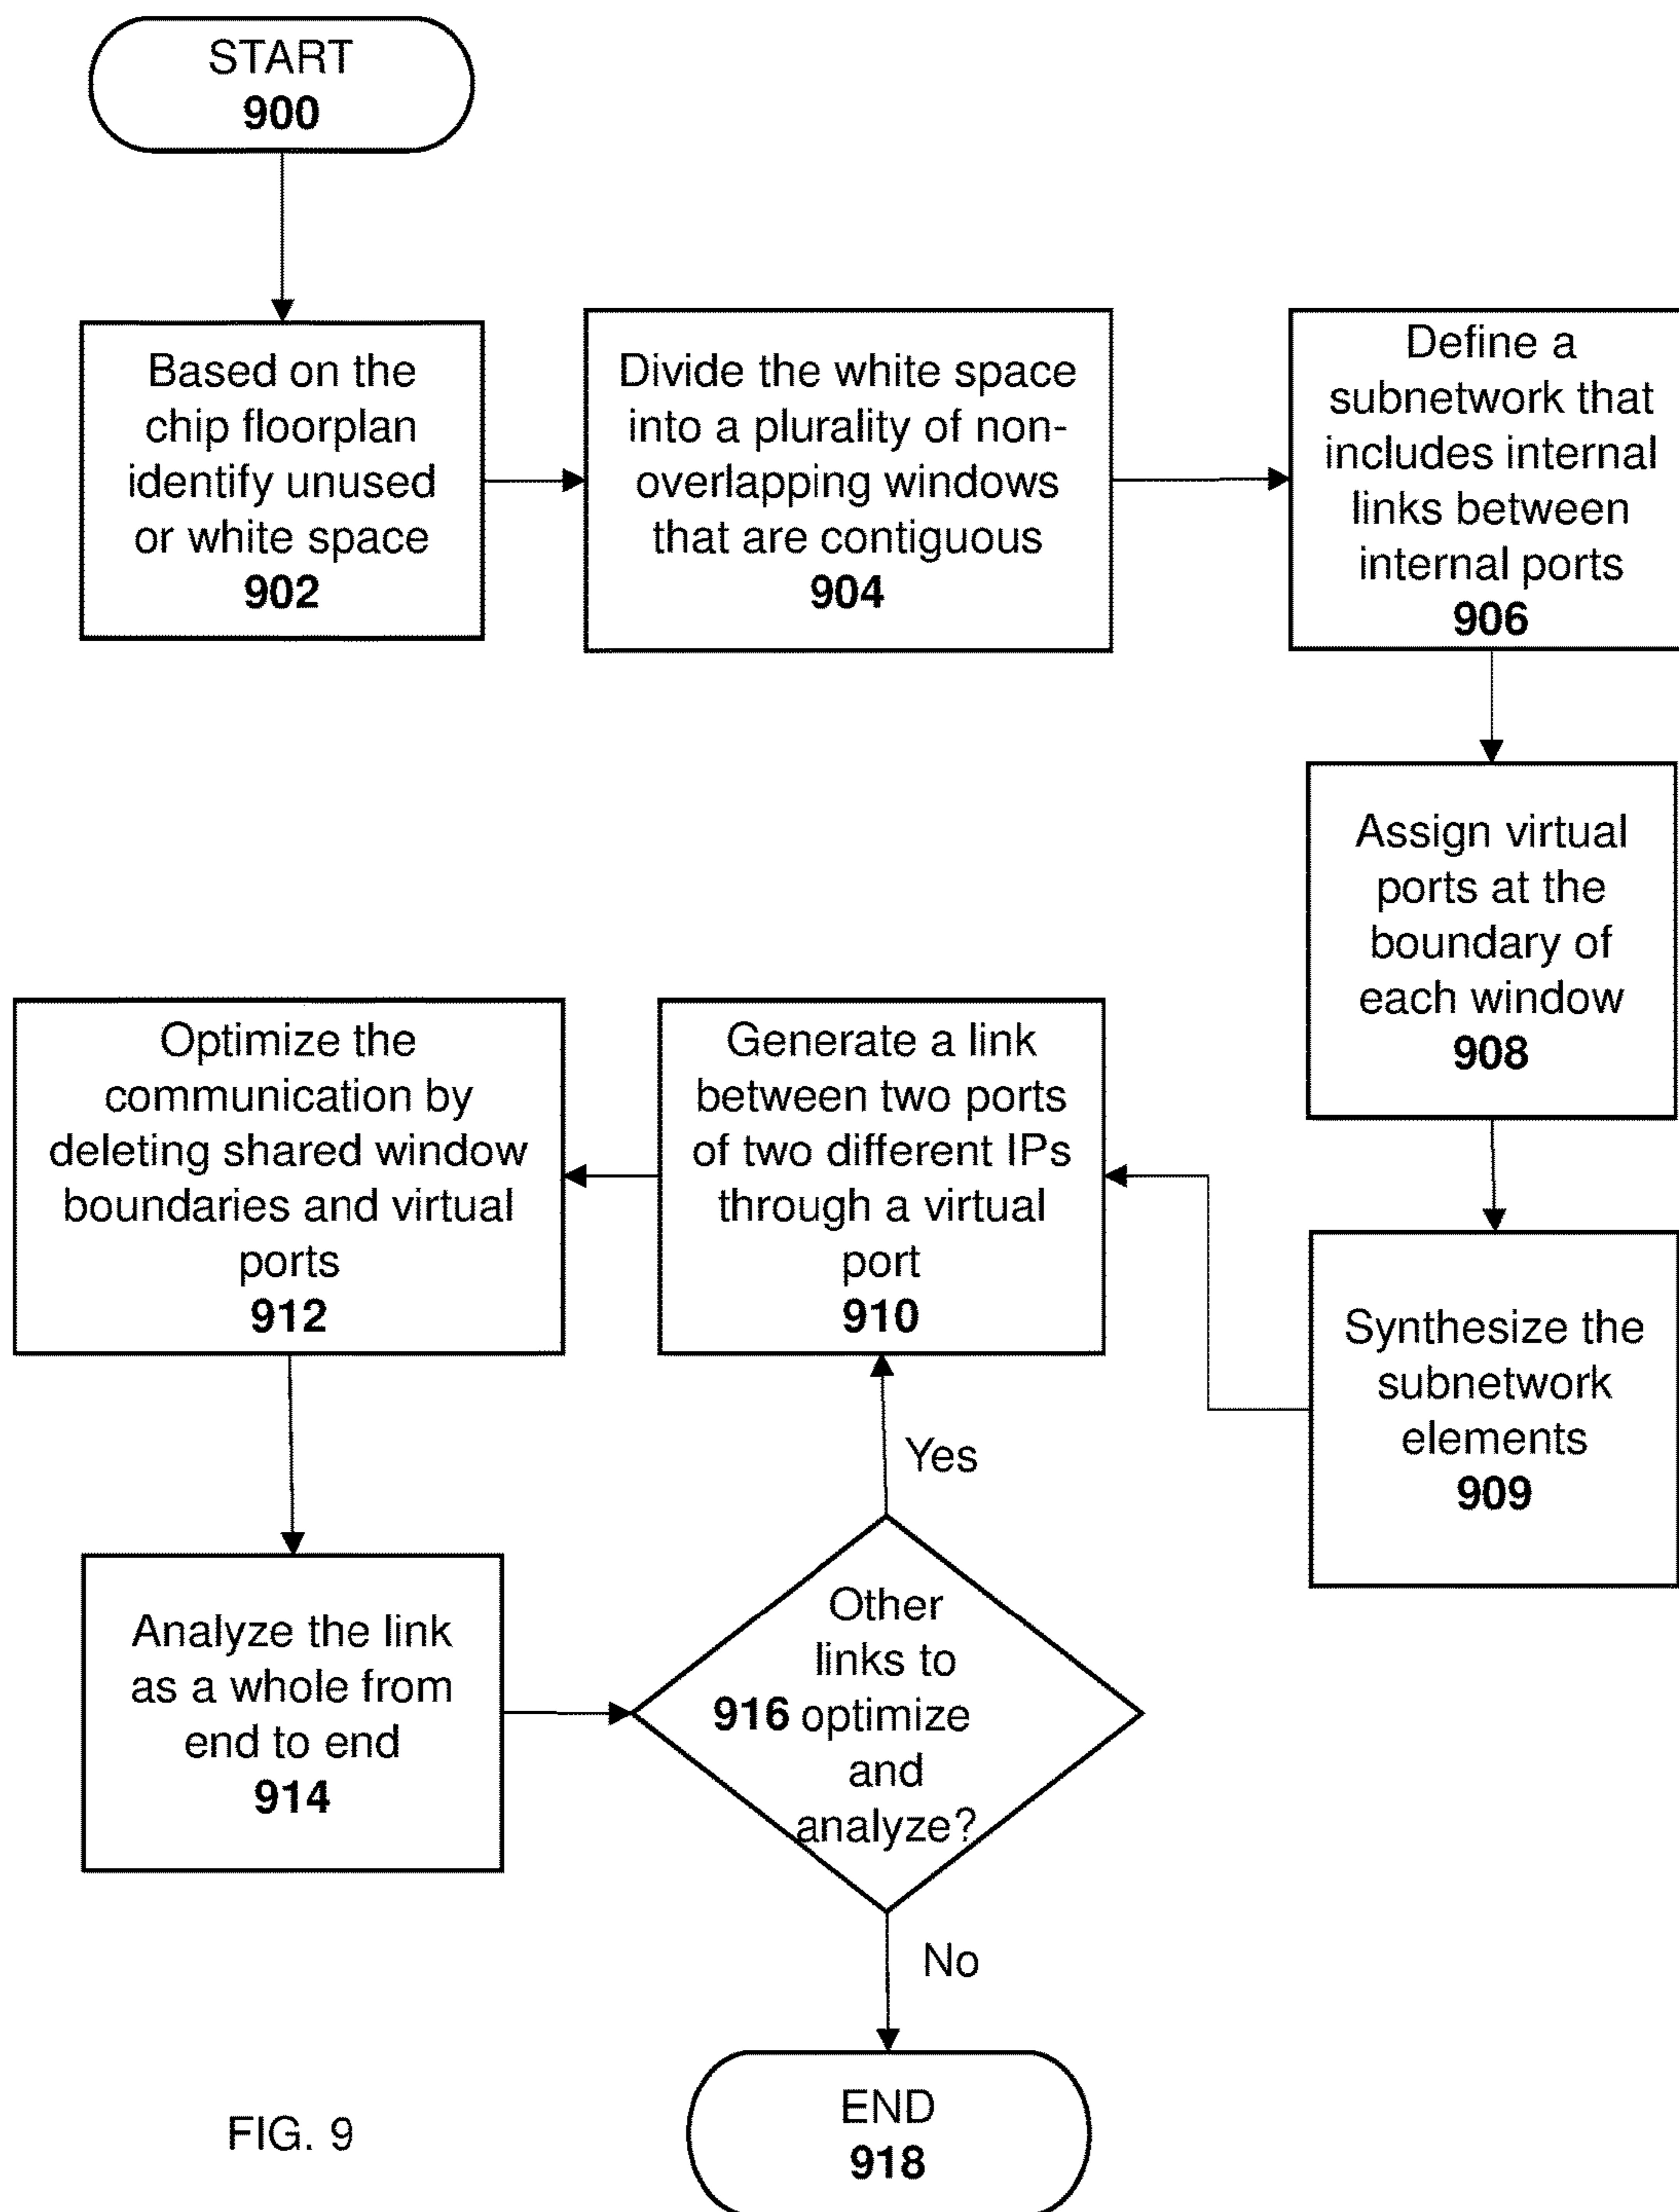 START
900
Based on the
chip floorplan
identify unused
or white space
902
Divide the white space
into a plurality of non-
overlapping windows
that are contiguous
904
Define a
subnetwork that
includes internal
links between
internal ports
906
Assign virtual
ports at the
boundary of
each window
908
Synthesize the
subnetwork
elements
909
Generate a link
between two ports
of two different IPs
through a virtual
port
910
Optimize the
communication by
deleting shared window
boundaries and virtual
ports
912
Analyze the link
as a whole from
end to end
914
Other
links to
916 optimize
and
analyze?
Yes
No
END
918
FIG. 9